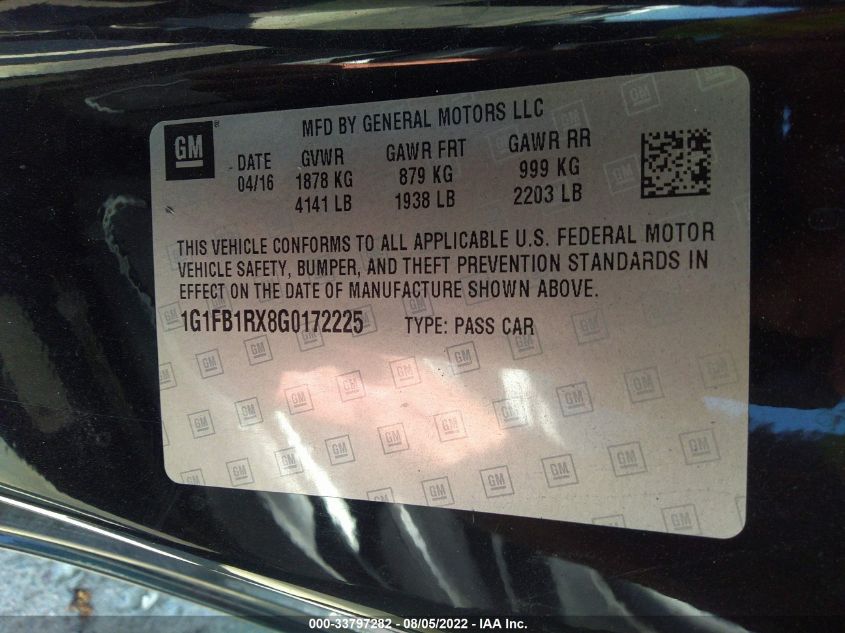 GM
MFD BY GENERAL MOTORS LLC
DATE GVWR GAWR FRT GAWR RR
04/16 1878 KG 879 KG 999 KG
4141 LB 1938 LB 2203 LB
THIS VEHICLE CONFORMS TO ALL APPLICABLE U.S. FEDERAL MOTOR
VEHICLE SAFETY, BUMPER, AND THEFT PREVENTION STANDARDS IN
EFFECT ON THE DATE OF MANUFACTURE SHOWN ABOVE.
1G1FB1RX8G0172225 TYPE: PASS CAR
000-33797282 - 08/05/2022 - IAA Inc.